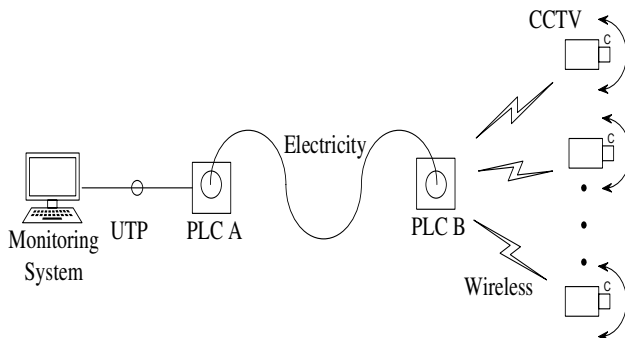 CCTV
C
Electricity
C
UTP
PLC A
PLC B
Monitoring
System
Wireless
C